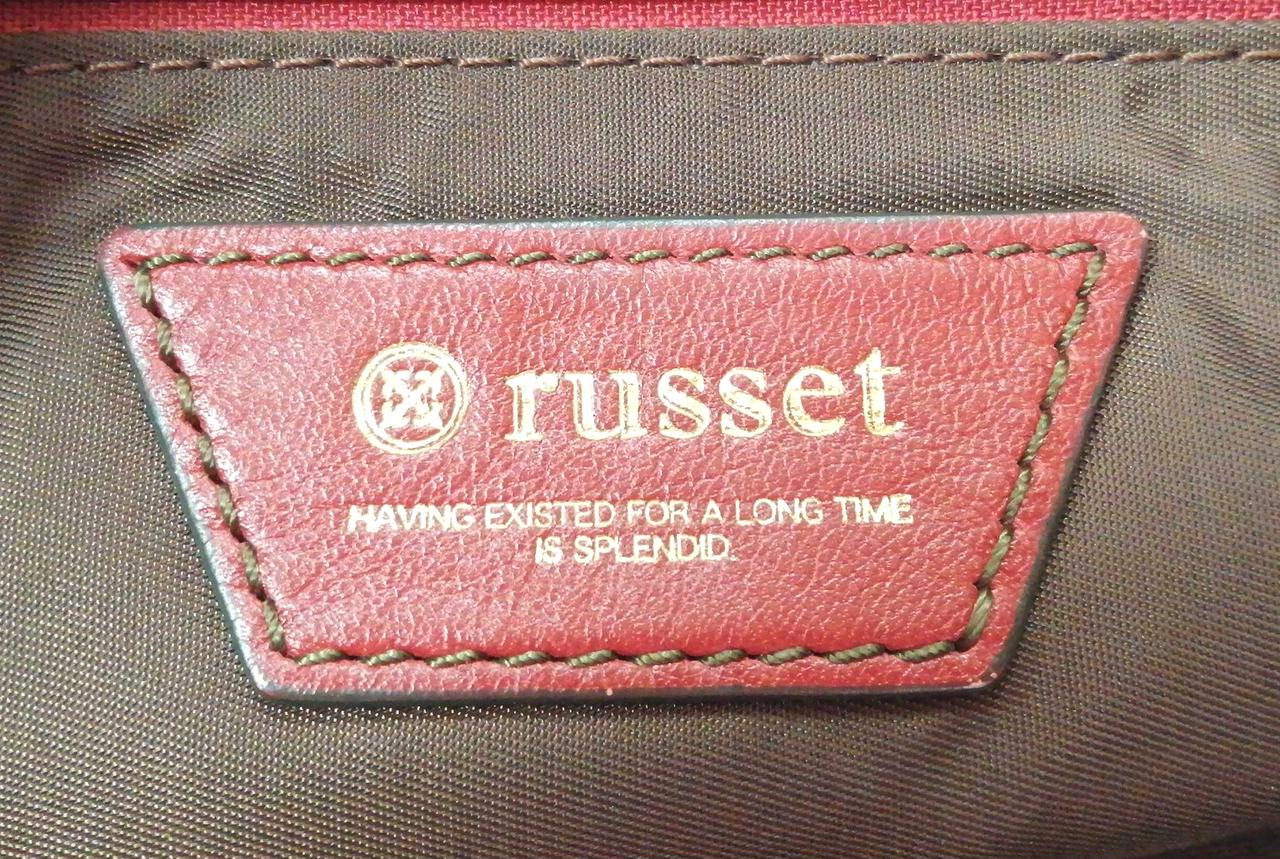 russet
HAVING EXISTED FOR A LONG TIME
IS SPLENDID.